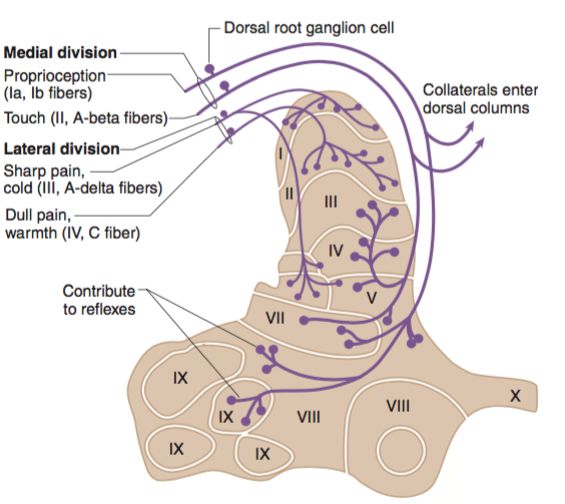 Dorsal root ganglion cell
Medial division
Proprioception
(Ia, Ib fibers)
Touch (II, A-beta fibers)
Lateral division
Sharp pain,
cold (III, A-delta fibers)
Dull pain,
warmth (IV, C fiber)
Collaterals enter
dorsal columns
Contribute
to reflexes
I
II
III
IV
V
VII
IX
IX
VIII
VIII
X
IX
IX